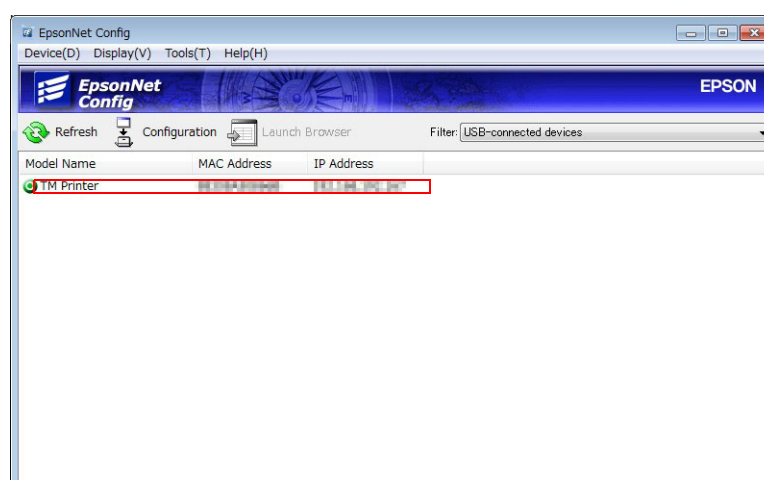 EpsonNet Config
Device(D) Display(V) Tools(T) Help(H)
EpsonNet
Config
EPSON
Refresh Configuration Launch Browser Filter: USB-connected devices
Model Name MAC Address IP Address
TM Printer